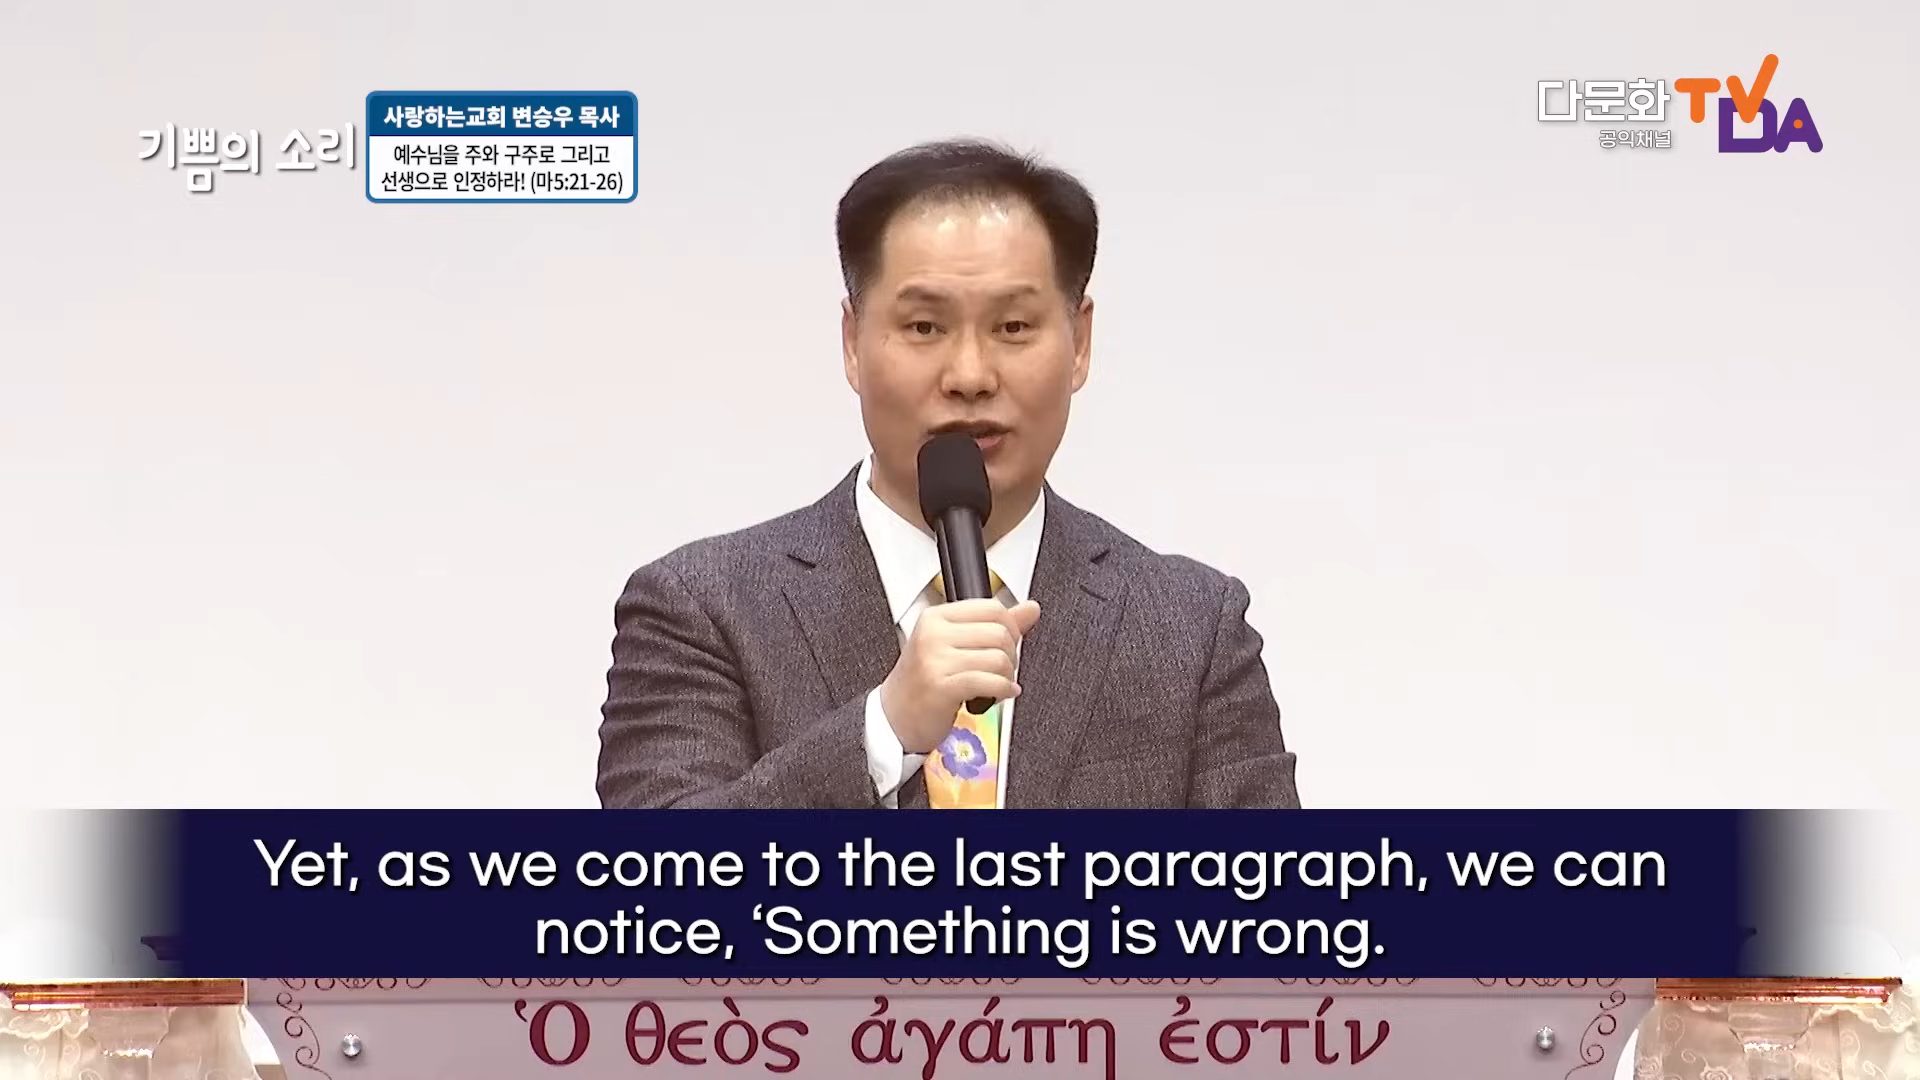 기쁨의 소리
사랑하는교회 변승우 목사
예수님을 주와 구주로 그리고
선생으로 인정하라! (마5:21-26)
다문화 TV
공익채널 DA
Yet, as we come to the last paragraph, we can
notice, ‘Something is wrong.
Ὁ θεὸς ἀγάπη ἐστίν